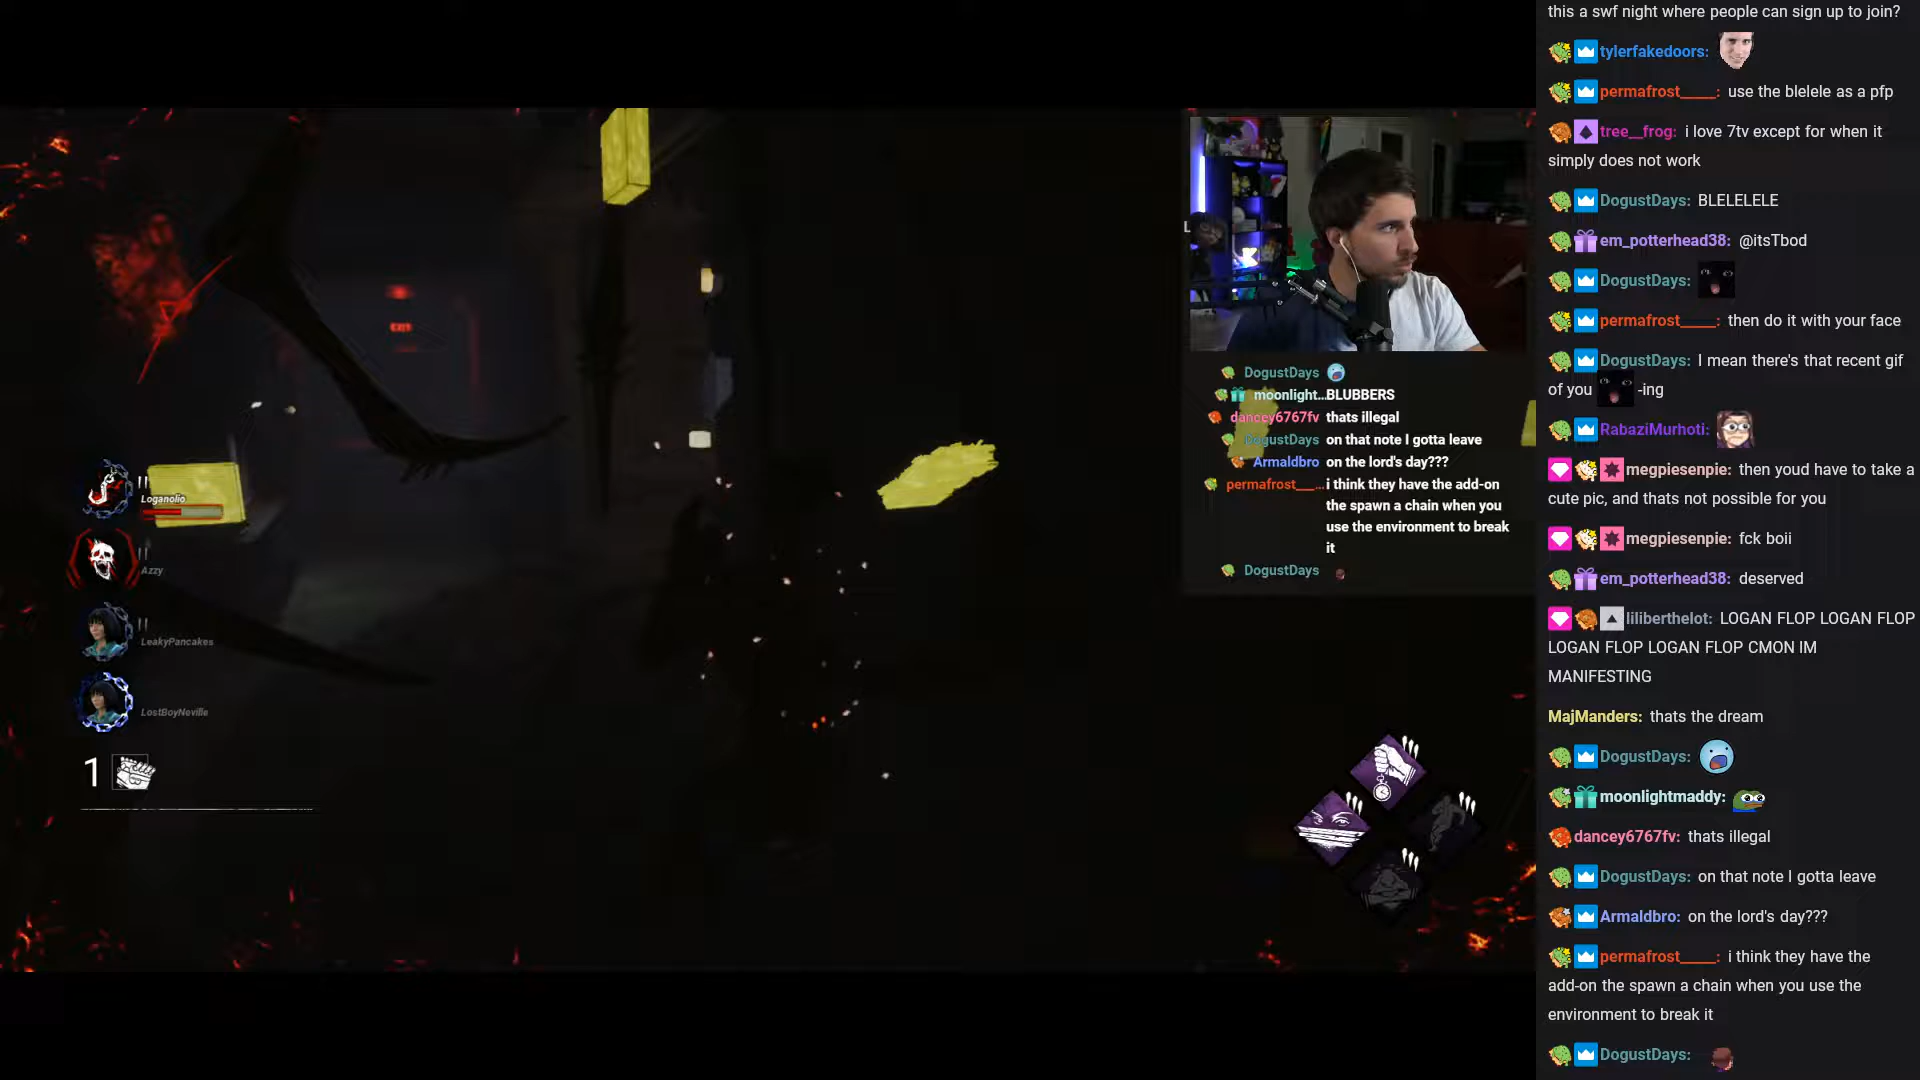 this a swf night where people can sign up to join?
tylerfakedoors:
permafrost_____: use the blelele as a pfp
tree__frog: i love 7tv except for when it
simply does not work
DogustDays: BLELELELE
em_potterhead38: @itsTbod
DogustDays:
permafrost_____: then do it with your face
DogustDays: I mean there's that recent gif
of you -ing
RabaziMurhoti:
megpiesenpie: then youd have to take a
cute pic, and thats not possible for you
megpiesenpie: fck boii
em_potterhead38: deserved
liliberthelot: LOGAN FLOP LOGAN FLOP
LOGAN FLOP LOGAN FLOP CMON IM
MANIFESTING
MajManders: thats the dream
DogustDays:
moonlightmaddy:
dancey6767fv: thats illegal
DogustDays: on that note I gotta leave
Armaldbro: on the lord's day???
permafrost_____: i think they have the
add-on the spawn a chain when you use the
environment to break it
DogustDays:
DogustDays
moonlight... BLUBBERS
dancey6767fv thats illegal
DogustDays on that note I gotta leave
Armaldbro on the lord's day???
permafrost___... i think they have the add-on
the spawn a chain when you
use the environment to break
it
DogustDays
EXIT
Loganolio
Azzy
LeakyPancakes
LostBoyNeville
1
L